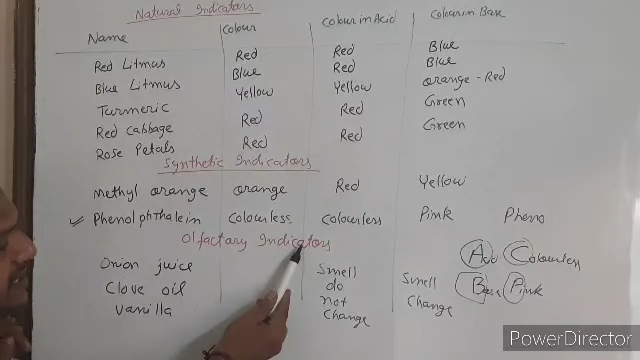 Natural Indicators
Name Colour Colour in Acid Colour in Base
Red Litmus Red Red Blue
Blue Litmus Blue Red Blue
Turmeric Yellow Yellow orange - Red
Red Cabbage Red Red Green
Rose Petals Red Red Green
Synthetic Indicators
Methyl orange orange Red Yellow
Phenolphthalein Colourless Colourless Pink Pheno
Olfactory Indicators
Acid Colourless
Onion juice Smell
Clove oil do Smell Base Pink
Vanilla not Change
Change
PowerDirector